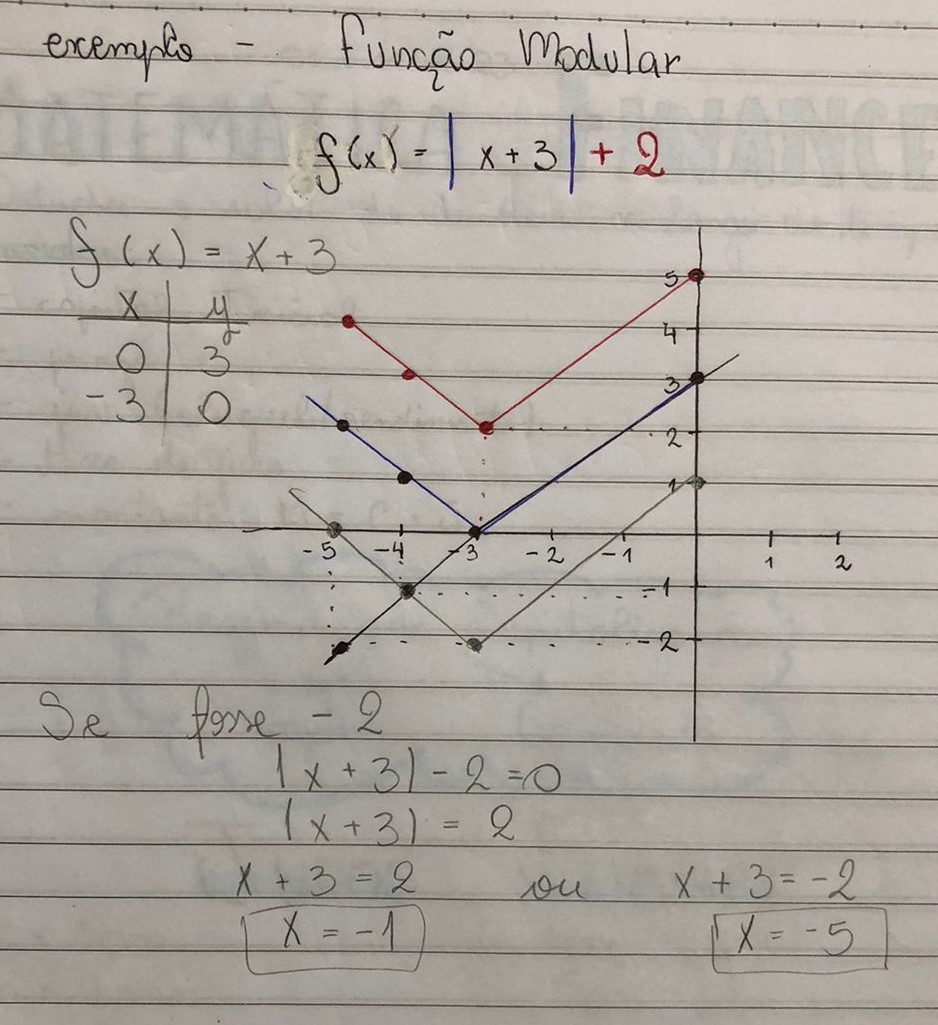 exemplo - Função Modular
f(x) = | x + 3 | + 2
f(x) = x + 3
x | y
0 | 3
-3 | 0
5
4
3
2
1
-5 -4 -3 -2 -1 1 2
-1
-2
Se fosse - 2
|x + 3| - 2 = 0
|x + 3| = 2
x + 3 = 2 ou x + 3 = -2
x = -1 x = -5